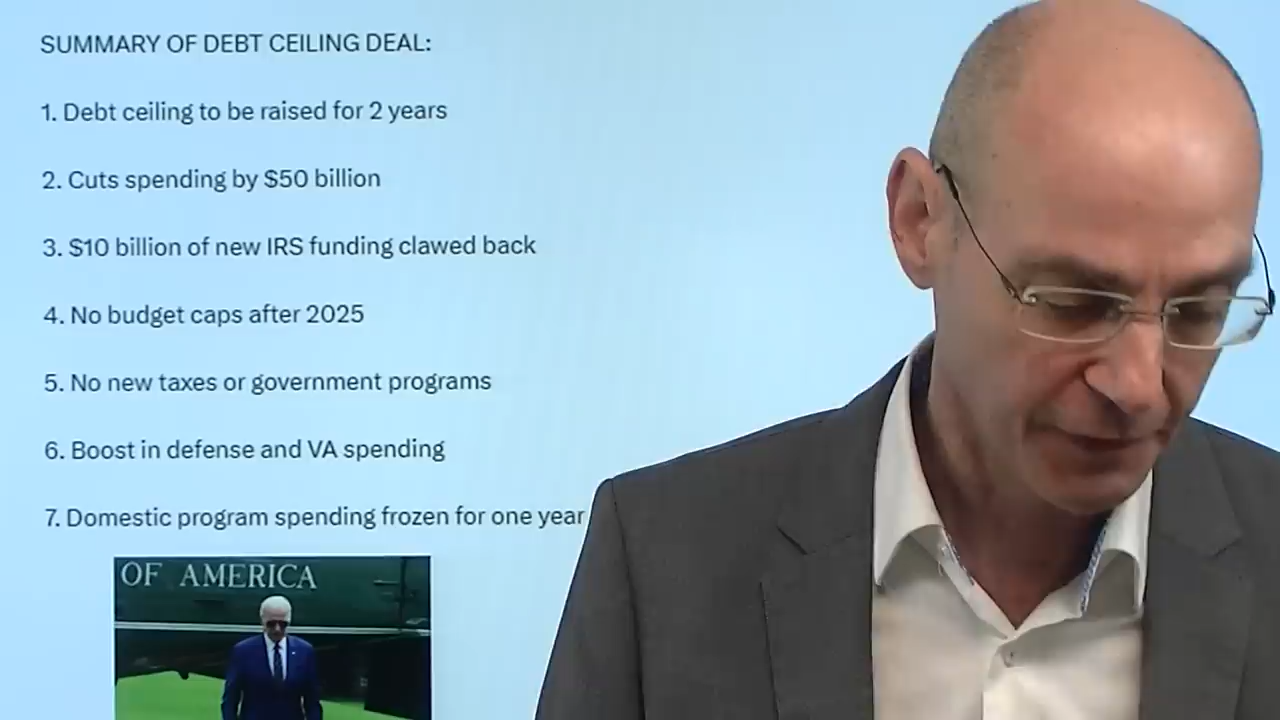 SUMMARY OF DEBT CEILING DEAL:
1. Debt ceiling to be raised for 2 years
2. Cuts spending by $50 billion
3. $10 billion of new IRS funding clawed back
4. No budget caps after 2025
5. No new taxes or government programs
6. Boost in defense and VA spending
7. Domestic program spending frozen for one year
OF AMERICA